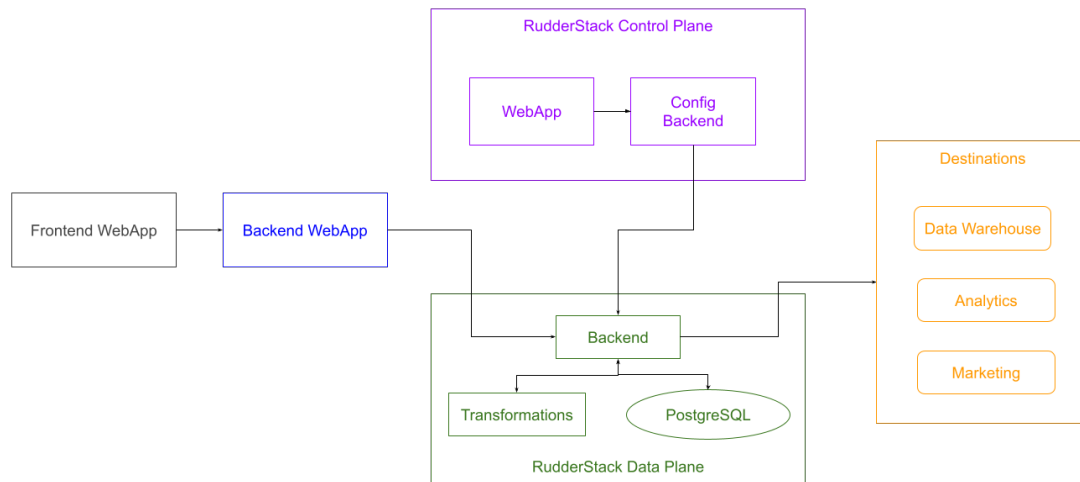 RudderStack Control Plane
WebApp
Config
Backend
Frontend WebApp
Backend WebApp
Destinations
Data Warehouse
Analytics
Marketing
Backend
Transformations
PostgreSQL
RudderStack Data Plane